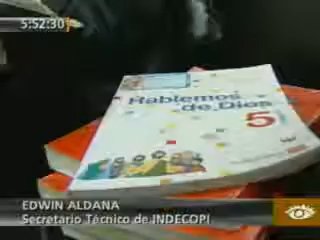 5:52:30
Hablemos
de Dios
5
EDWIN ALDANA
Secretario Técnico de INDECOPI